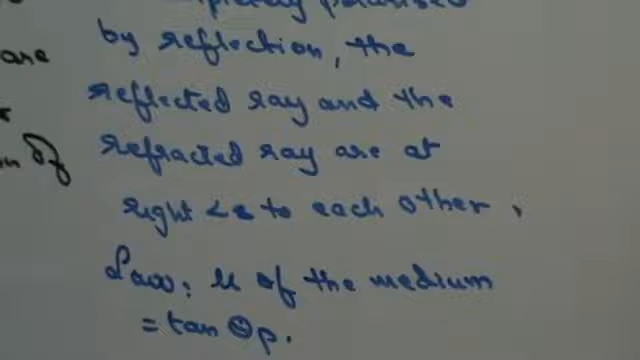 by reflection, the
are
reflected ray and the
refracted ray are at
right <s to each other,
Law: μ of the medium
= tan θp.